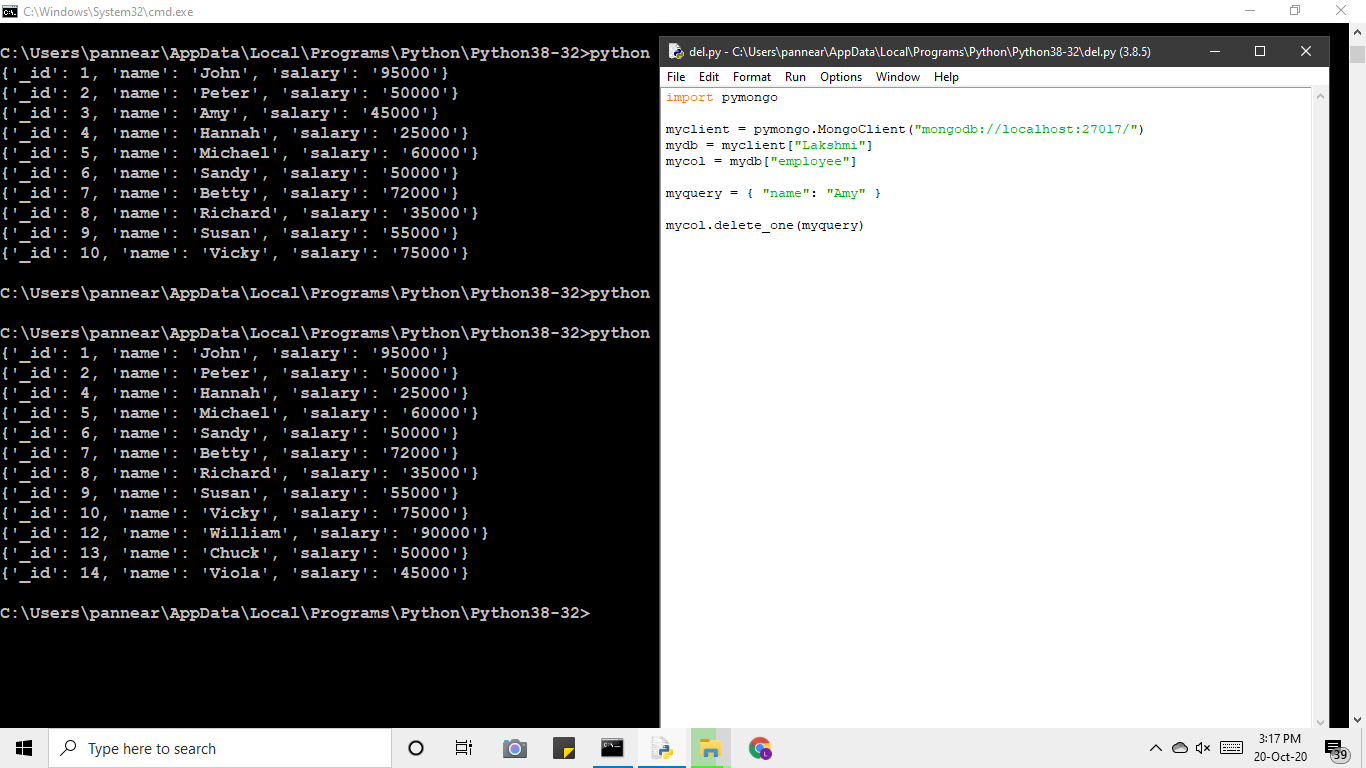 C:\Windows\System32\cmd.exe
C:\Users\pannear\AppData\Local\Programs\Python\Python38-32>python
{'_id': 1, 'name': 'John', 'salary': '95000'}
{'_id': 2, 'name': 'Peter', 'salary': '50000'}
{'_id': 3, 'name': 'Amy', 'salary': '45000'}
{'_id': 4, 'name': 'Hannah', 'salary': '25000'}
{'_id': 5, 'name': 'Michael', 'salary': '60000'}
{'_id': 6, 'name': 'Sandy', 'salary': '50000'}
{'_id': 7, 'name': 'Betty', 'salary': '72000'}
{'_id': 8, 'name': 'Richard', 'salary': '35000'}
{'_id': 9, 'name': 'Susan', 'salary': '55000'}
{'_id': 10, 'name': 'Vicky', 'salary': '75000'}
C:\Users\pannear\AppData\Local\Programs\Python\Python38-32>python
C:\Users\pannear\AppData\Local\Programs\Python\Python38-32>python
{'_id': 1, 'name': 'John', 'salary': '95000'}
{'_id': 2, 'name': 'Peter', 'salary': '50000'}
{'_id': 4, 'name': 'Hannah', 'salary': '25000'}
{'_id': 5, 'name': 'Michael', 'salary': '60000'}
{'_id': 6, 'name': 'Sandy', 'salary': '50000'}
{'_id': 7, 'name': 'Betty', 'salary': '72000'}
{'_id': 8, 'name': 'Richard', 'salary': '35000'}
{'_id': 9, 'name': 'Susan', 'salary': '55000'}
{'_id': 10, 'name': 'Vicky', 'salary': '75000'}
{'_id': 12, 'name': 'William', 'salary': '90000'}
{'_id': 13, 'name': 'Chuck', 'salary': '50000'}
{'_id': 14, 'name': 'Viola', 'salary': '45000'}
C:\Users\pannear\AppData\Local\Programs\Python\Python38-32>
del.py - C:\Users\pannear\AppData\Local\Programs\Python\Python38-32\del.py (3.8.5)
File Edit Format Run Options Window Help
import pymongo
myclient = pymongo.MongoClient("mongodb://localhost:27017/")
mydb = myclient["Lakshmi"]
mycol = mydb["employee"]
myquery = { "name": "Amy" }
mycol.delete_one(myquery)
Type here to search
L
3:17 PM
20-Oct-20
39